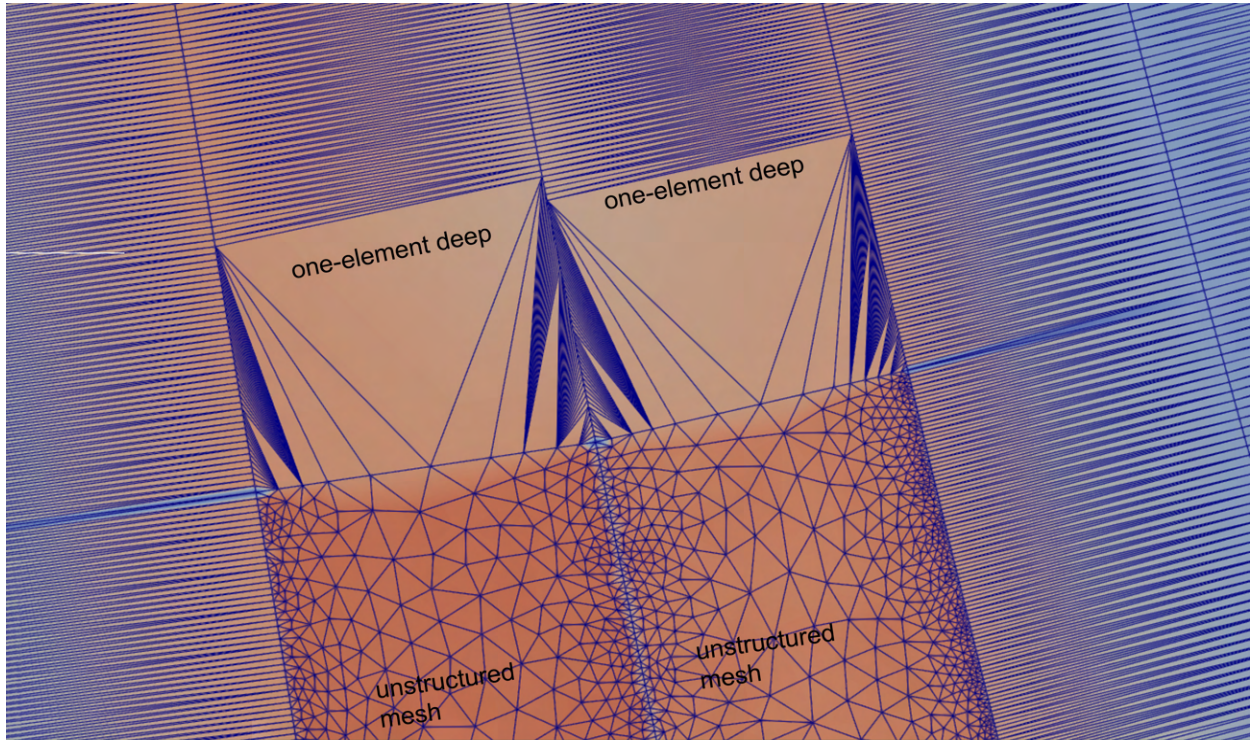 one-element deep
one-element deep
unstructured
mesh
unstructured
mesh